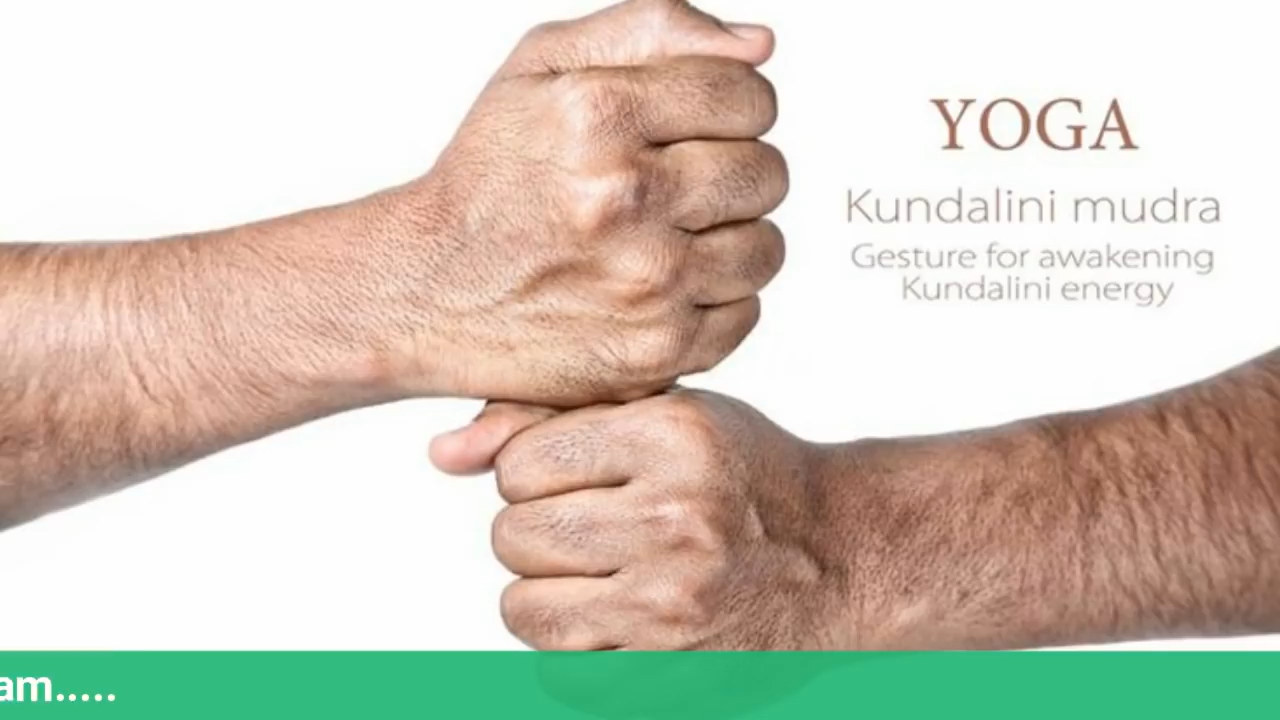 YOGA
Kundalini mudra
Gesture for awakening
Kundalini energy
am.....